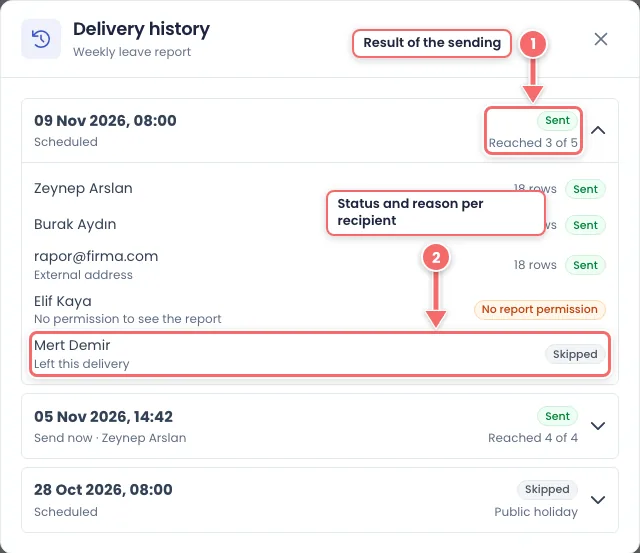 Delivery history
Weekly leave report
Result of the sending
1
09 Nov 2026, 08:00
Scheduled
Sent
Reached 3 of 5
Zeynep Arslan
18 rows
Sent
Status and reason per
recipient
Burak Aydın
Sent
rapor@firma.com
External address
18 rows
Sent
2
Elif Kaya
No permission to see the report
No report permission
Mert Demir
Left this delivery
Skipped
05 Nov 2026, 14:42
Send now · Zeynep Arslan
Sent
Reached 4 of 4
28 Oct 2026, 08:00
Scheduled
Skipped
Public holiday